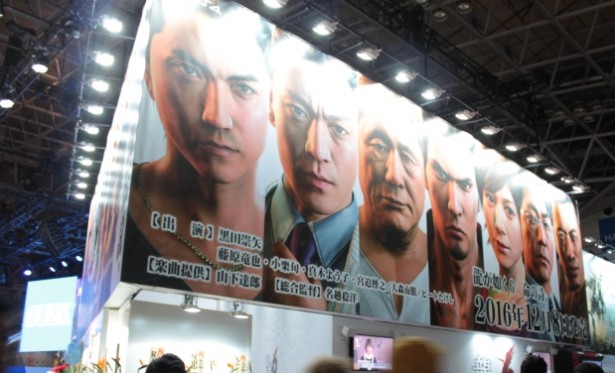 【出 演】黒田崇矢
藤原竜也・小栗旬・真木よう子・宮迫博之・大森南朋/ビートたけし
【楽曲提供】山下達郎 【総合監督】名越稔洋
龍が如く6 命の詩。
2016年12月8日